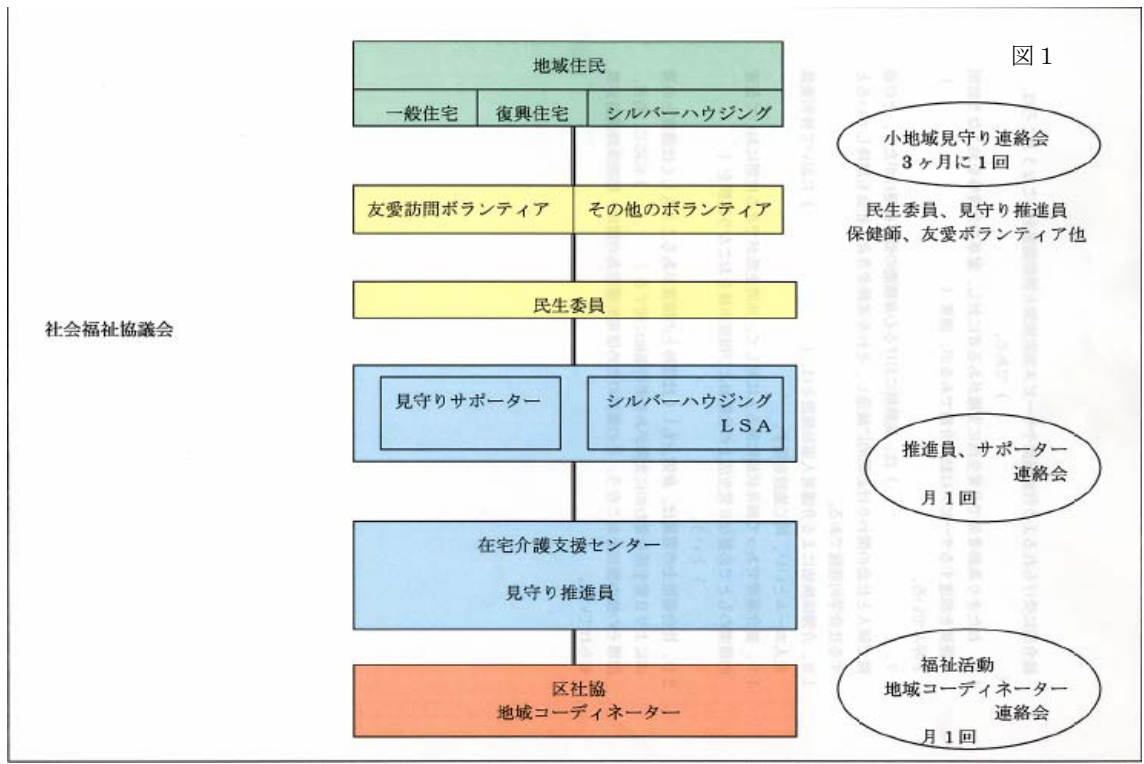 図1
地域住民
一般住宅
復興住宅
シルバーハウジング
小地域見守り連絡会
3ヶ月に1回
民生委員、見守り推進員
保健師、友愛ボランティア他
友愛訪問ボランティア
その他のボランティア
民生委員
社会福祉協議会
見守りサポーター
シルバーハウジング
LSA
推進員、サポーター
連絡会
月1回
在宅介護支援センター
見守り推進員
区社協
地域コーディネーター
福祉活動
地域コーディネーター
連絡会
月1回